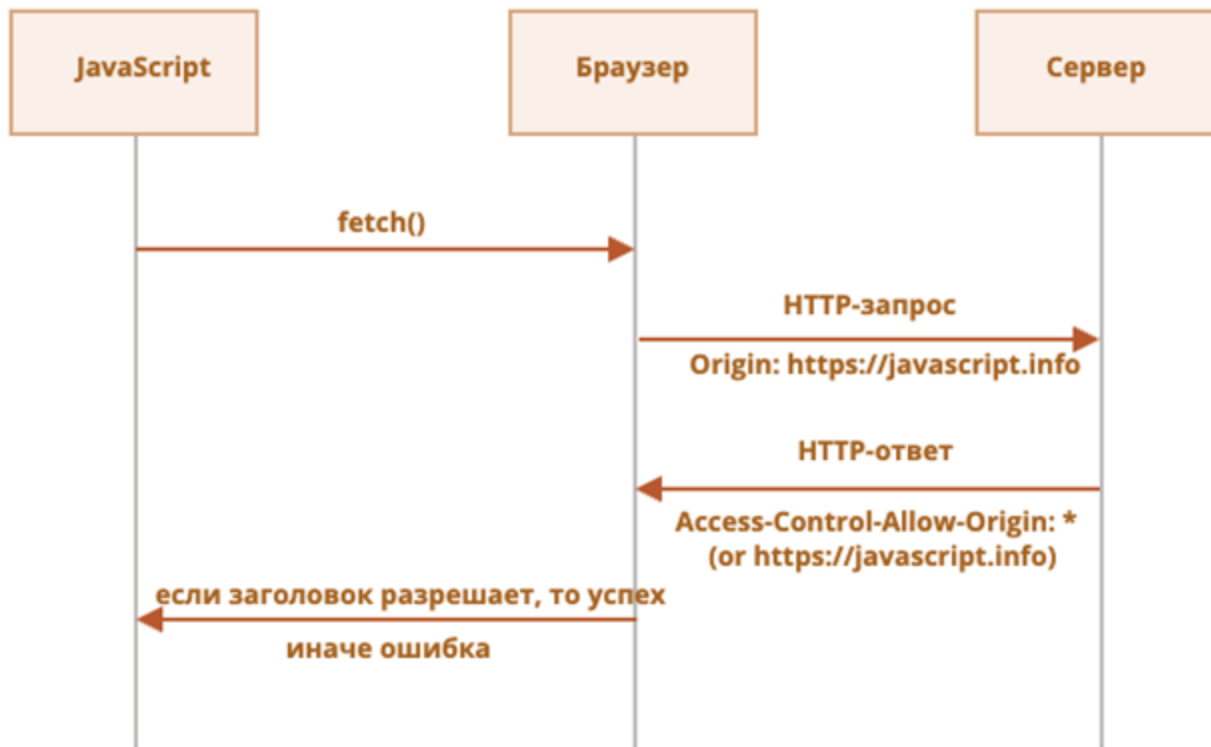 JavaScript
Браузер
Сервер
fetch()
HTTP-запрос
Origin: https://javascript.info
HTTP-ответ
Access-Control-Allow-Origin: *
(or https://javascript.info)
если заголовок разрешает, то успех
иначе ошибка